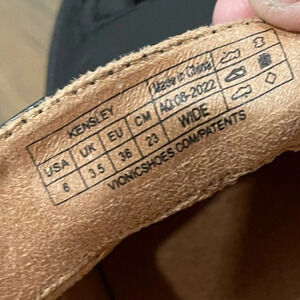 KENSLEY
Made in China
USA UK EU CM
AQ:08-2022
6 3.5 36 23
WIDE
VIONICSHOES.COM/PATENTS